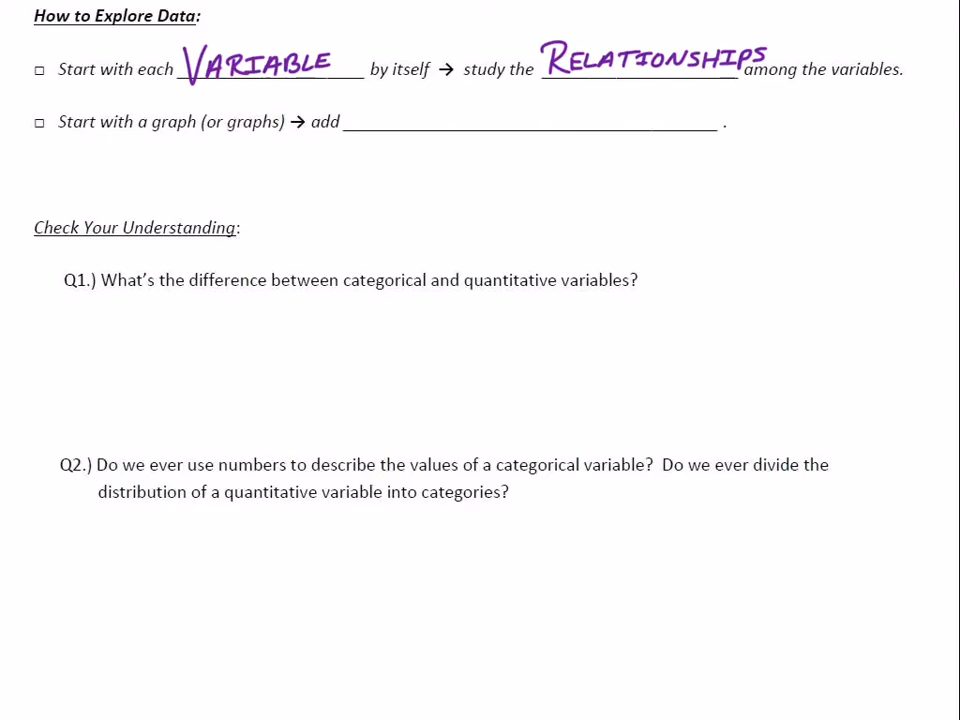 How to Explore Data:
Start with each VARIABLE by itself → study the RELATIONSHIPS among the variables.
Start with a graph (or graphs) → add ________________________ .
Check Your Understanding:
Q1.) What's the difference between categorical and quantitative variables?
Q2.) Do we ever use numbers to describe the values of a categorical variable? Do we ever divide the
distribution of a quantitative variable into categories?